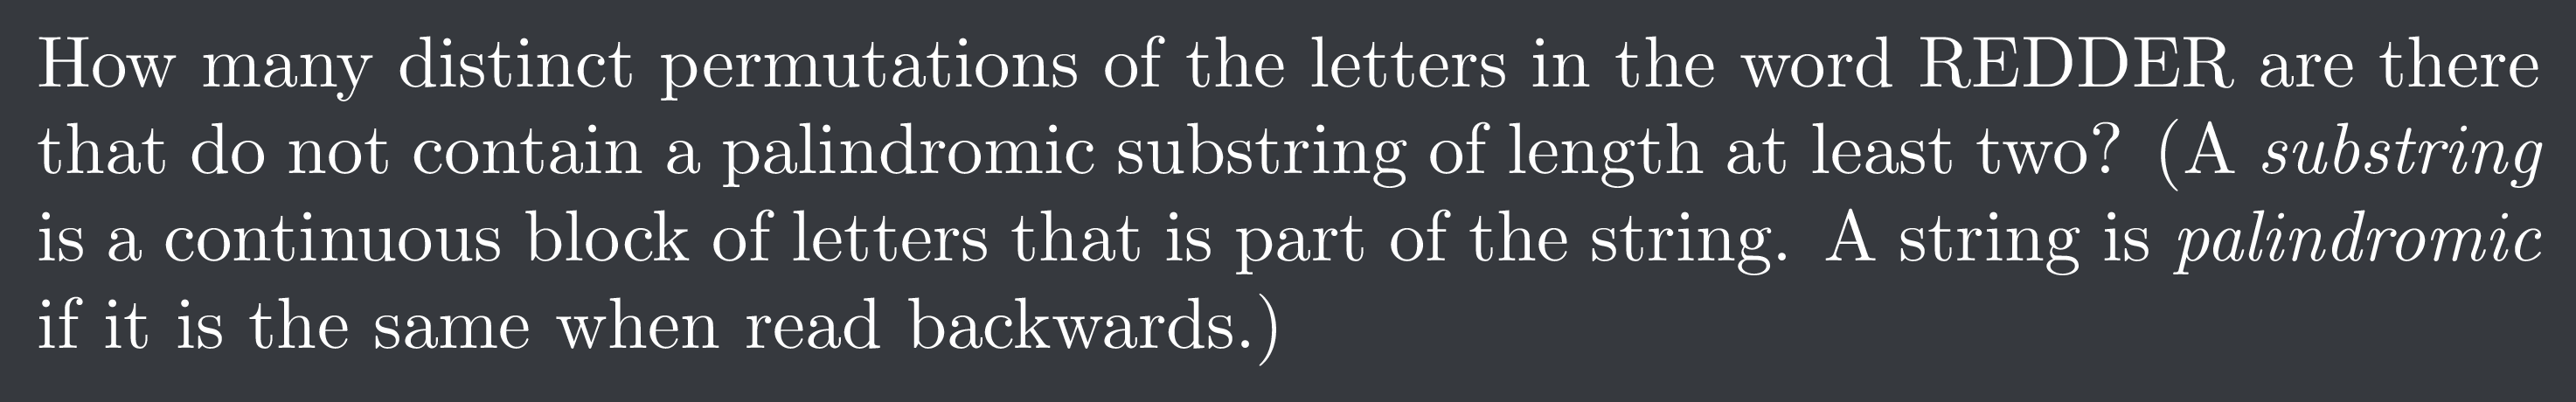 How many distinct permutations of the letters in the word REDDER are there
that do not contain a palindromic substring of length at least two? (A substring
is a continuous block of letters that is part of the string. A string is palindromic
if it is the same when read backwards.)